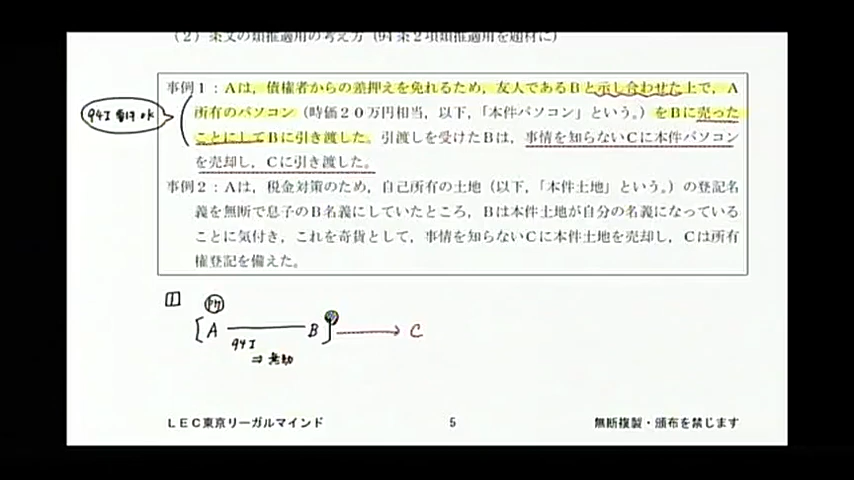 (2) 条文の類推適用の考え方(94条2項類推適用を題材に)
事例1:Aは,債権者からの差押えを免れるため,友人であるBと示し合わせた上で,A
所有のパソコン(時価20万円相当,以下,「本件パソコン」という。)をBに売った
ことにしてBに引き渡した。引渡しを受けたBは,事情を知らないCに本件パソコン
を売却し,Cに引き渡した。
事例2:Aは,税金対策のため,自己所有の土地(以下,「本件土地」という。)の登記名
義を無断で息子のB名義にしていたところ,Bは本件土地が自分の名義になっている
ことに気付き,これを奇貨として,事情を知らないCに本件土地を売却し,Cは所有
権登記を備えた。
94I 要件 OK
1
所
A B C
94I
⇒ 無効
LEC東京リーガルマインド 5 無断複製・頒布を禁じます